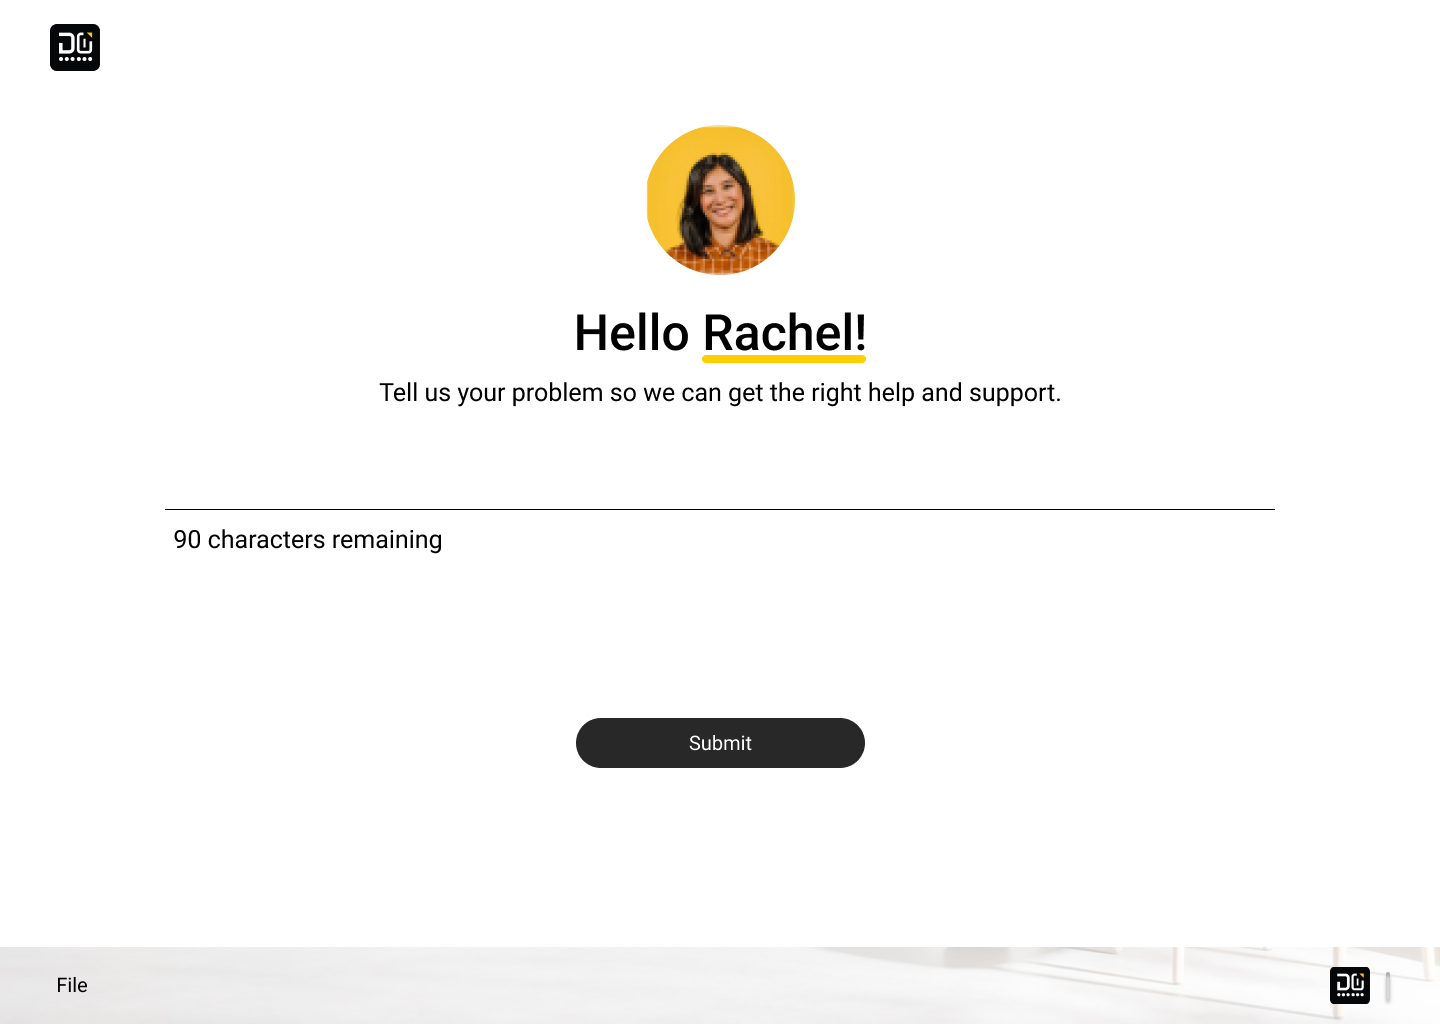 Hello Rachel!
Tell us your problem so we can get the right help and support.
90 characters remaining
Submit
File